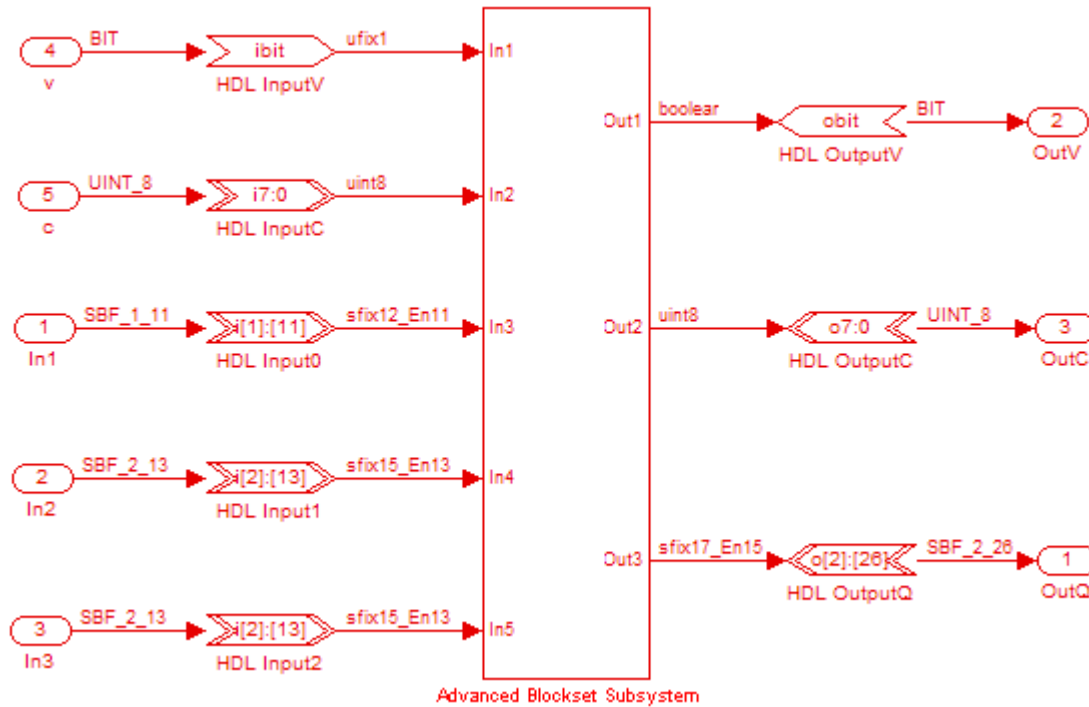 4 BIT ibit ufix1 In1
v HDL InputV
Out1 boolear obit BIT 2
HDL OutputV OutV
5 UINT_8 i7:0 uint8 In2
c HDL InputC
1 SBF_1_11 i[1]:[11] sfix12_En11 In3
In1 HDL Input0
Out2 uint8 o7:0 UINT_8 3
HDL OutputC OutC
2 SBF_2_13 i[2]:[13] sfix15_En13 In4
In2 HDL Input1
Out3 sfix17_En15 o[2]:[26] SBF_2_26 1
HDL OutputQ OutQ
3 SBF_2_13 i[2]:[13] sfix15_En13 In5
In3 HDL Input2
Advanced Blockset Subsystem